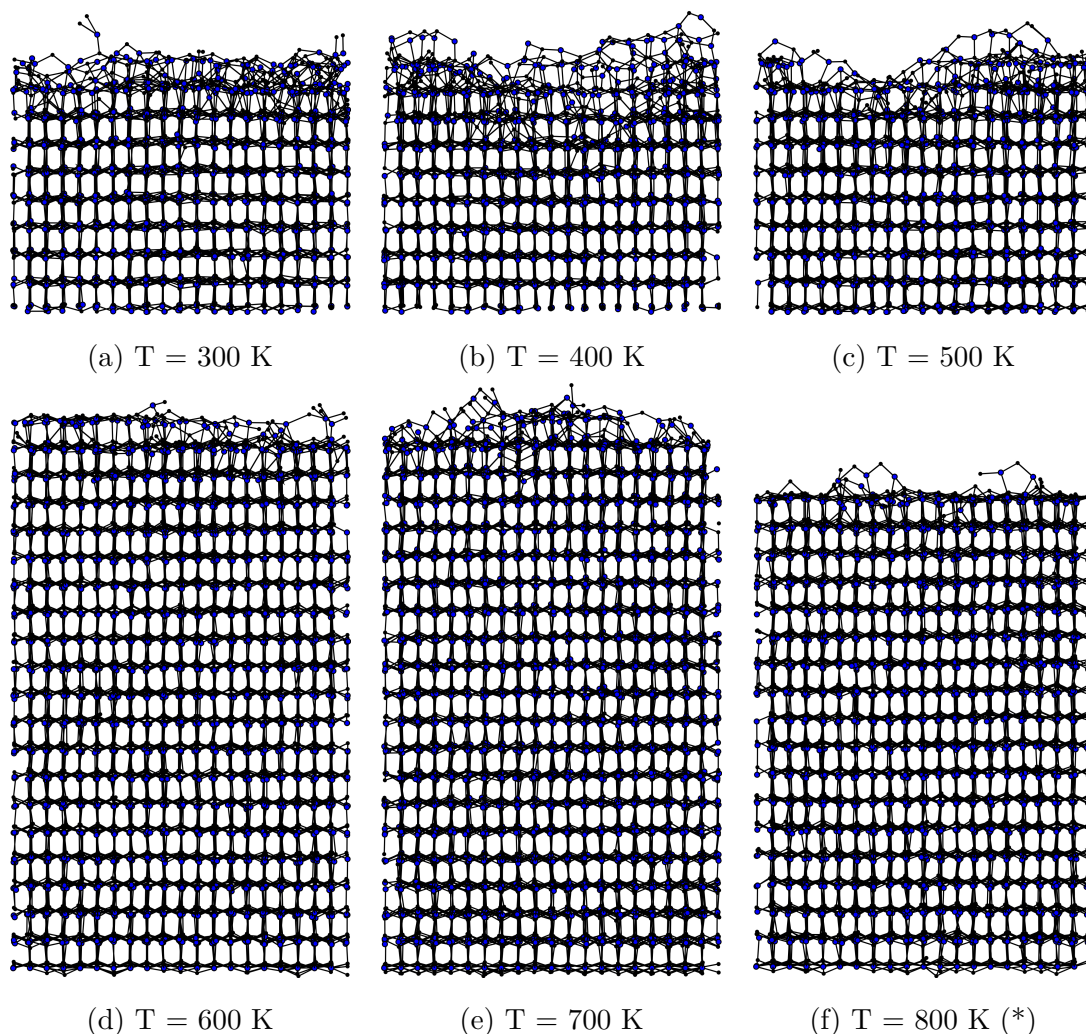 (a) T = 300 K
(b) T = 400 K
(c) T = 500 K
(d) T = 600 K
(e) T = 700 K
(f) T = 800 K (*)